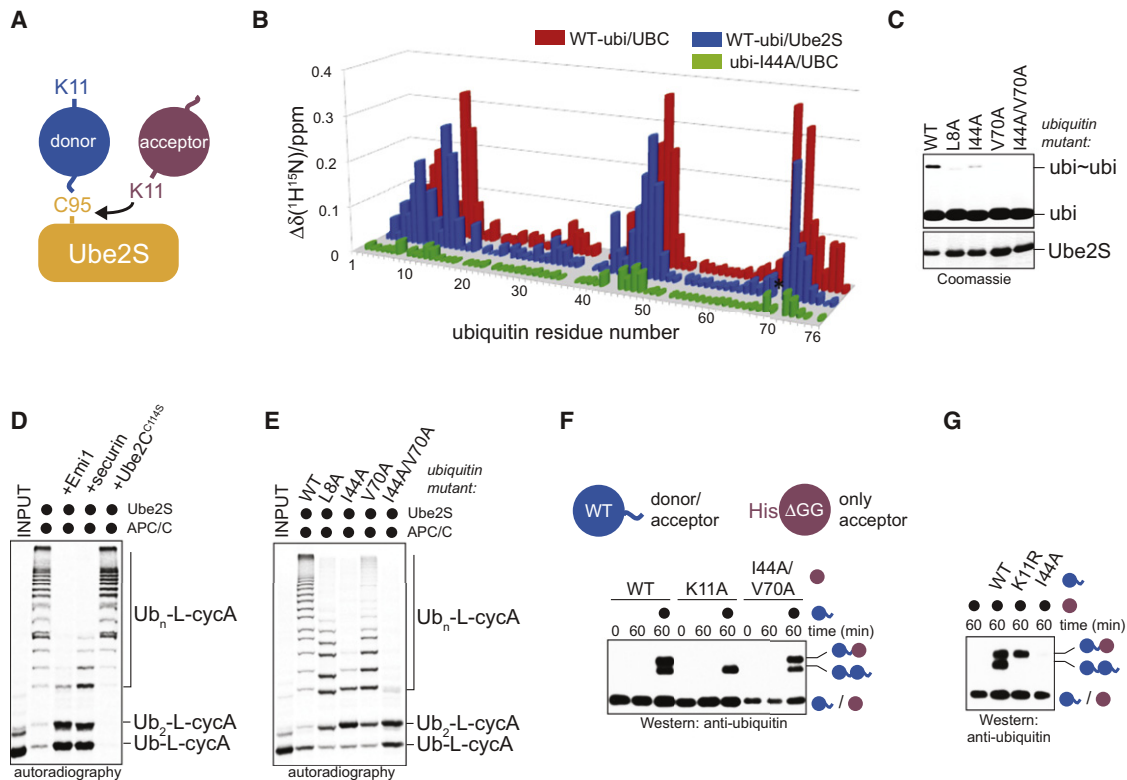 A
K11
donor
acceptor
K11
C95
Ube2S
B
WT-ubi/UBC
WT-ubi/Ube2S
ubi-I44A/UBC
Δδ(¹H¹⁵N)/ppm
0.4
0.3
0.2
0.1
0
1
10
20
30
40
50
60
70
76
*
ubiquitin residue number
C
WT
L8A
I44A
V70A
I44A/V70A
ubiquitin
mutant:
ubi~ubi
ubi
Ube2S
Coomassie
D
INPUT
+Emi1
+securin
+Ube2C^C114S
Ube2S
APC/C
Ubₙ-L-cycA
Ub₂-L-cycA
Ub-L-cycA
autoradiography
E
INPUT
WT
L8A
I44A
V70A
I44A/V70A
ubiquitin
mutant:
Ube2S
APC/C
Ubₙ-L-cycA
Ub₂-L-cycA
Ub-L-cycA
autoradiography
F
WT
donor/
acceptor
His ΔGG
only
acceptor
WT K11A I44A/
V70A
0 60 60 0 60 60 0 60 60 time (min)
/
Western: anti-ubiquitin
G
WT
K11R
I44A
60 60 60 60 time (min)
/
Western:
anti-ubiquitin